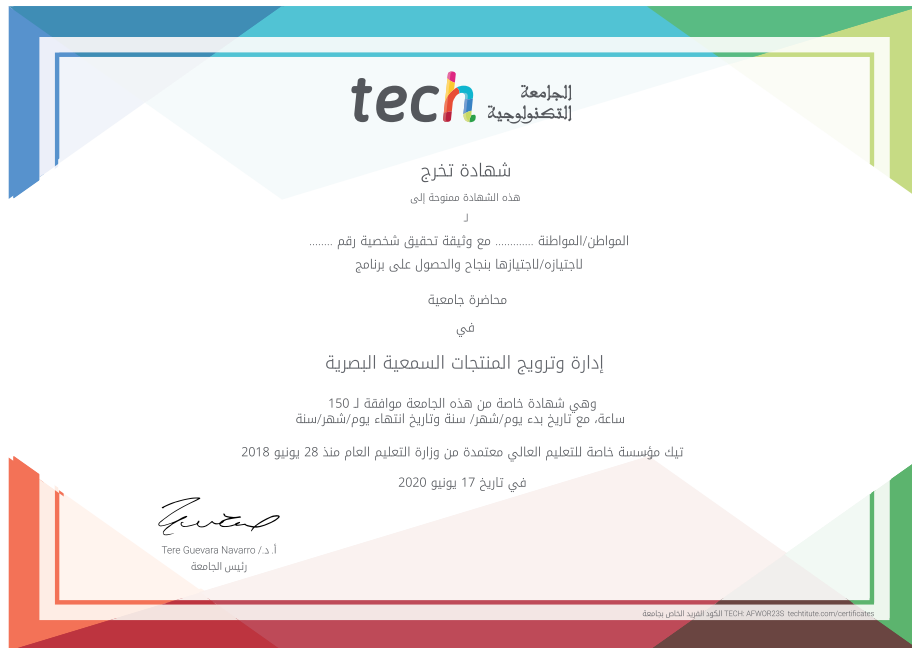 tech الجامعة
التكنولوجية
شهادة تخرج
هذه الشهادة ممنوحة إلى
لـ
المواطن/المواطنة ............. مع وثيقة تحقيق شخصية رقم ........
لاجتيازه/لاجتيازها بنجاح والحصول على برنامج
محاضرة جامعية
في
إدارة وترويج المنتجات السمعية البصرية
وهي شهادة خاصة من هذه الجامعة موافقة لـ 150
ساعة، مع تاريخ بدء يوم/شهر/ سنة وتاريخ انتهاء يوم/شهر/سنة
تيك مؤسسة خاصة للتعليم العالي معتمدة من وزارة التعليم العام منذ 28 يونيو 2018
في تاريخ 17 يونيو 2020
أ.د./ Tere Guevara Navarro
رئيس الجامعة
الكود الفريد الخاص بجامعة TECH: AFWOR23S techtitute.com/certificates